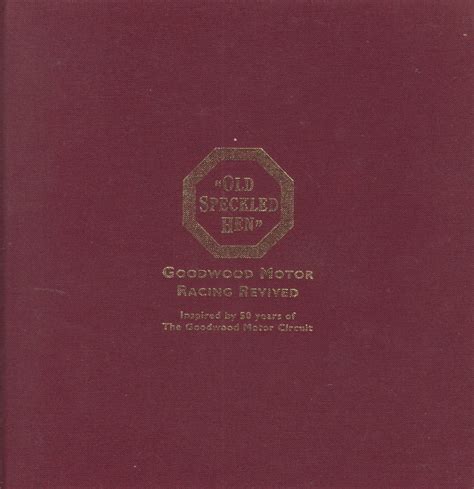 "OLD
SPECKLED
HEN"
GOODWOOD MOTOR
RACING REVIVED
Inspired by 50 years of
The Goodwood Motor Circuit